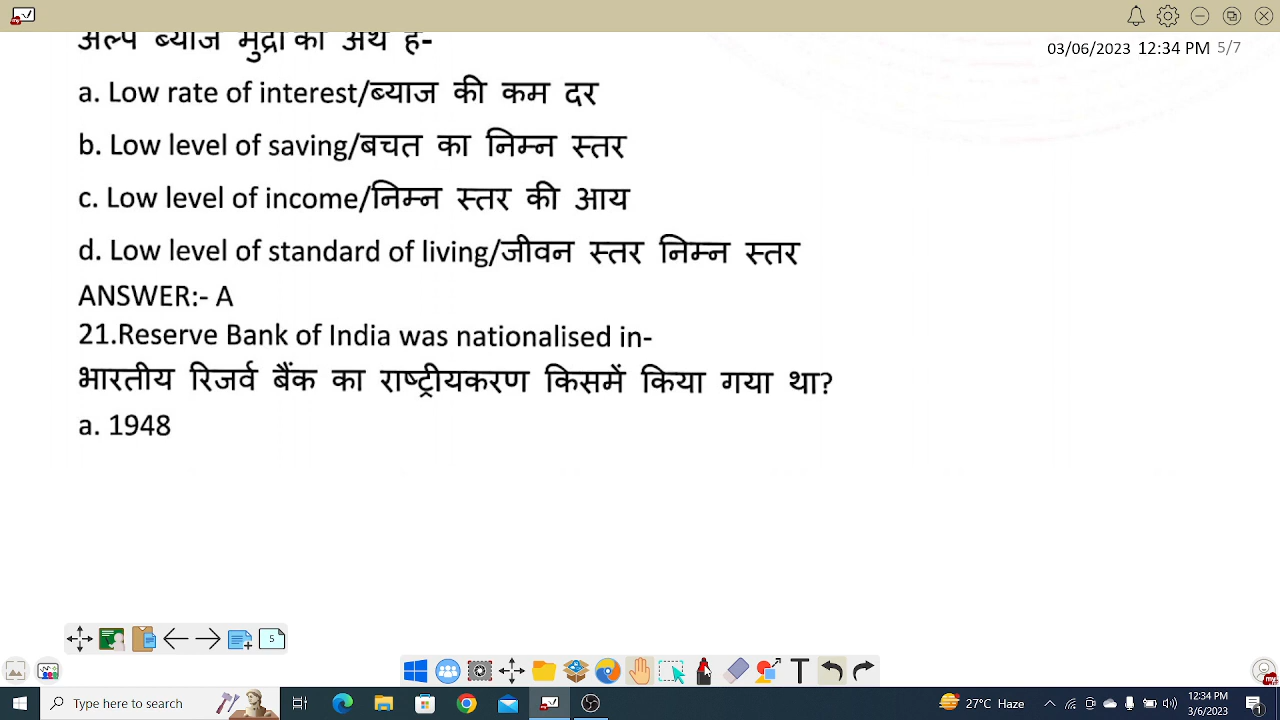 अल्प ब्याज मुद्रा का अर्थ है-
03/06/2023 12:34 PM 5/7
a. Low rate of interest/ब्याज की कम दर
b. Low level of saving/बचत का निम्न स्तर
c. Low level of income/निम्न स्तर की आय
d. Low level of standard of living/जीवन स्तर निम्न स्तर
ANSWER:- A
21.Reserve Bank of India was nationalised in-
भारतीय रिजर्व बैंक का राष्ट्रीयकरण किसमें किया गया था?
a. 1948
5
Type here to search
27°C Haze
12:34 PM
3/6/2023